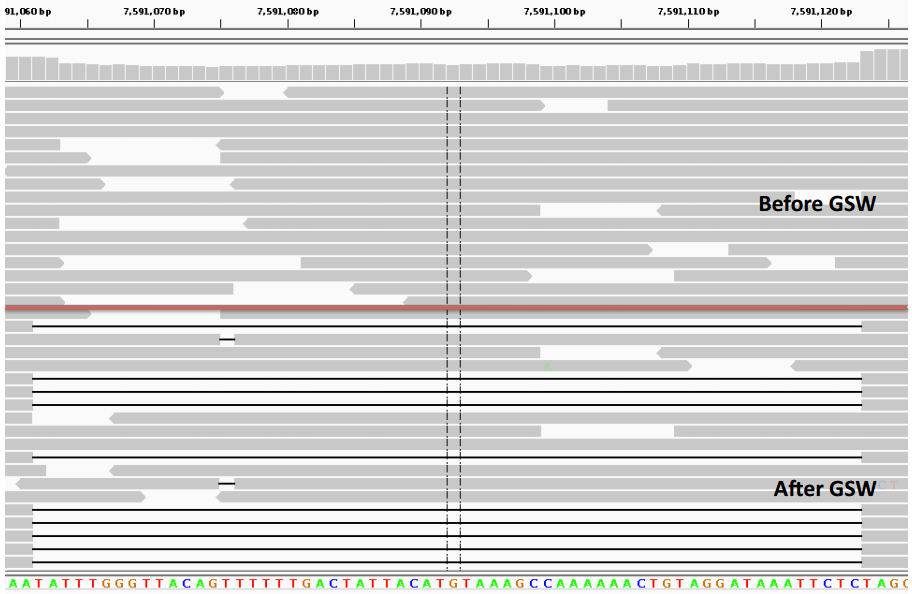 91,060 bp 7,591,070 bp 7,591,080 bp 7,591,090 bp 7,591,100 bp 7,591,110 bp 7,591,120 bp
Before GSW
A
After GSW
C T
A A T A T T T G G G T T A C A G T T T T T T G A C T A T T A C A T G T A A A G C C A A A A A A C T G T A G G A T A A A T T C T C T A G G